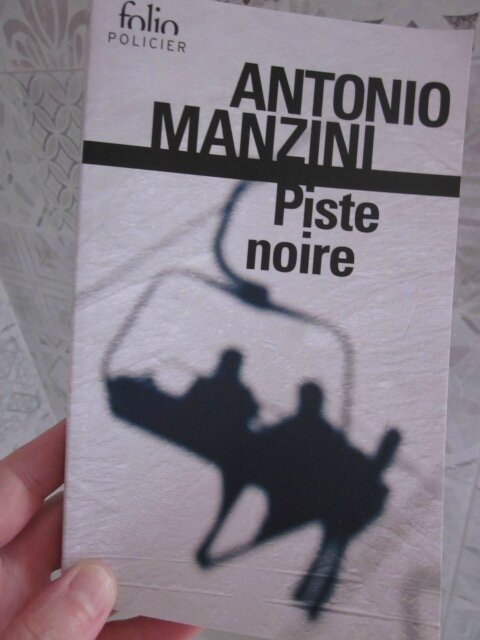 folio
POLICIER
ANTONIO
MANZINI
Piste
noire